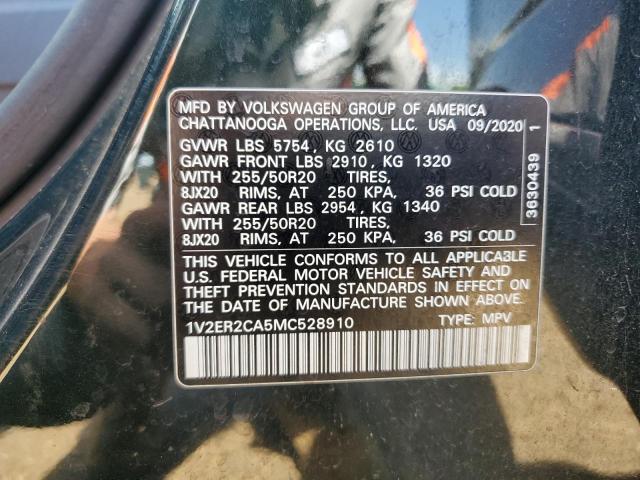 MFD BY VOLKSWAGEN GROUP OF AMERICA
CHATTANOOGA OPERATIONS, LLC. USA 09/2020
GVWR LBS 5754, KG 2610
GAWR FRONT LBS 2910, KG 1320
WITH 255/50R20 TIRES,
8JX20 RIMS, AT 250 KPA, 36 PSI COLD
GAWR REAR LBS 2954, KG 1340
WITH 255/50R20 TIRES,
8JX20 RIMS, AT 250 KPA, 36 PSI COLD
THIS VEHICLE CONFORMS TO ALL APPLICABLE
U.S. FEDERAL MOTOR VEHICLE SAFETY AND
THEFT PREVENTION STANDARDS IN EFFECT ON
THE DATE OF MANUFACTURE SHOWN ABOVE.
1V2ER2CA5MC528910 TYPE: MPV
3630439 1